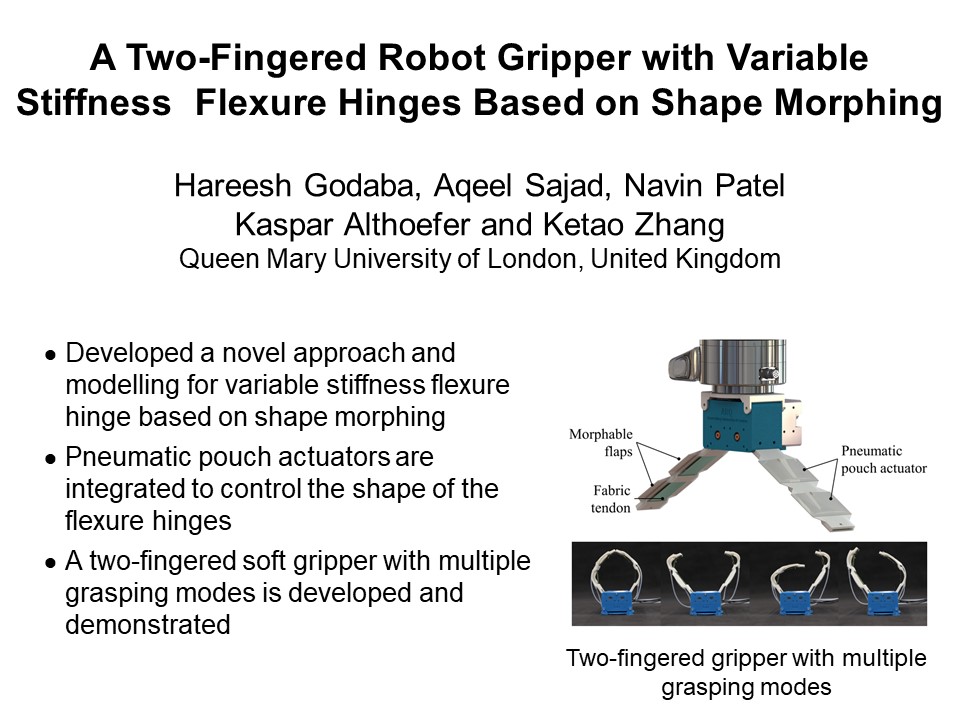 A Two-Fingered Robot Gripper with Variable
Stiffness  Flexure Hinges Based on Shape Morphing
Hareesh Godaba, Aqeel Sajad, Navin Patel
Kaspar Althoefer and Ketao Zhang
Queen Mary University of London, United Kingdom
● Developed a novel approach and
modelling for variable stiffness flexure
hinge based on shape morphing
● Pneumatic pouch actuators are
integrated to control the shape of the
flexure hinges
● A two-fingered soft gripper with multiple
grasping modes is developed and
demonstrated
Morphable
flaps
Fabric
tendon
Pneumatic
pouch actuator
Two-fingered gripper with multiple
grasping modes